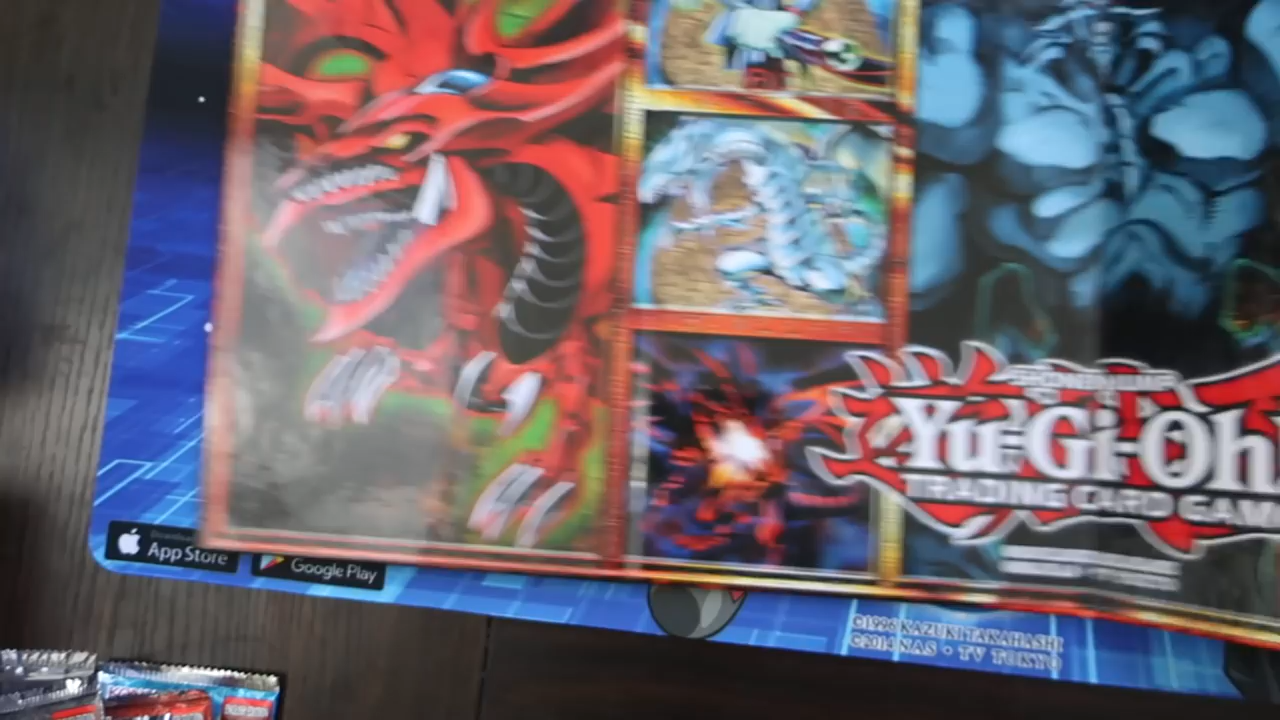 Yu-Gi-Oh!
TRADING CARD GAME
App Store
Google Play
©1996 KAZUKI TAKAHASHI
©2014 NAS • TV TOKYO